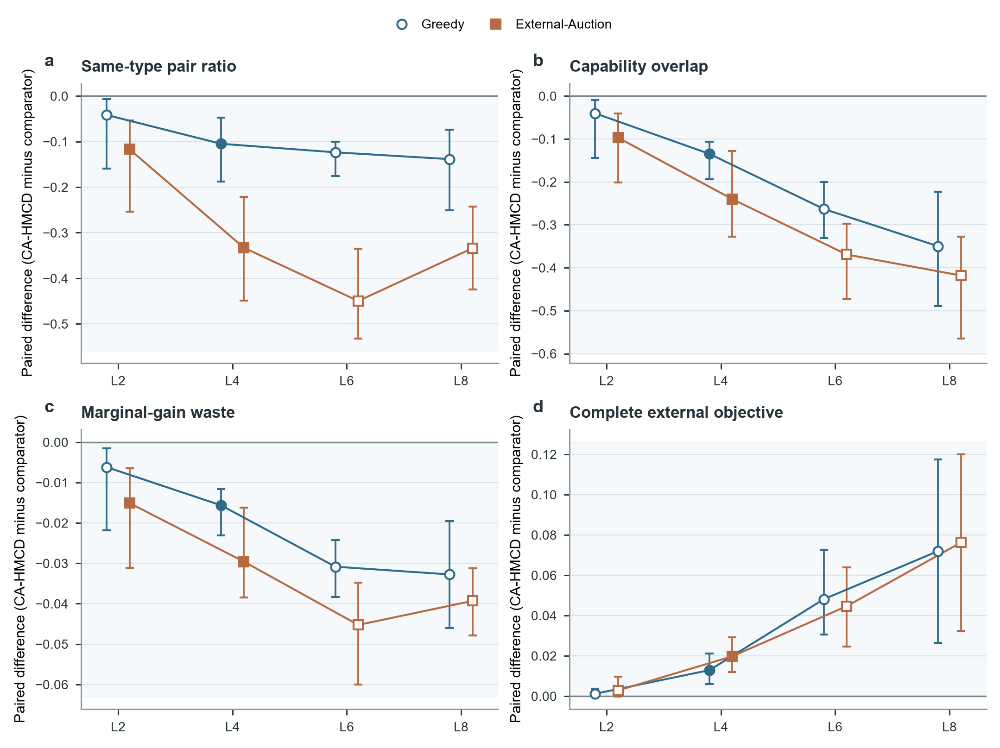 Greedy
External-Auction
a
Same-type pair ratio
Paired difference (CA-HMCD minus comparator)
0.0
−0.1
−0.2
−0.3
−0.4
−0.5
L2
L4
L6
L8
b
Capability overlap
Paired difference (CA-HMCD minus comparator)
0.0
−0.1
−0.2
−0.3
−0.4
−0.5
−0.6
L2
L4
L6
L8
c
Marginal-gain waste
Paired difference (CA-HMCD minus comparator)
0.00
−0.01
−0.02
−0.03
−0.04
−0.05
−0.06
L2
L4
L6
L8
d
Complete external objective
Paired difference (CA-HMCD minus comparator)
0.12
0.10
0.08
0.06
0.04
0.02
0.00
L2
L4
L6
L8